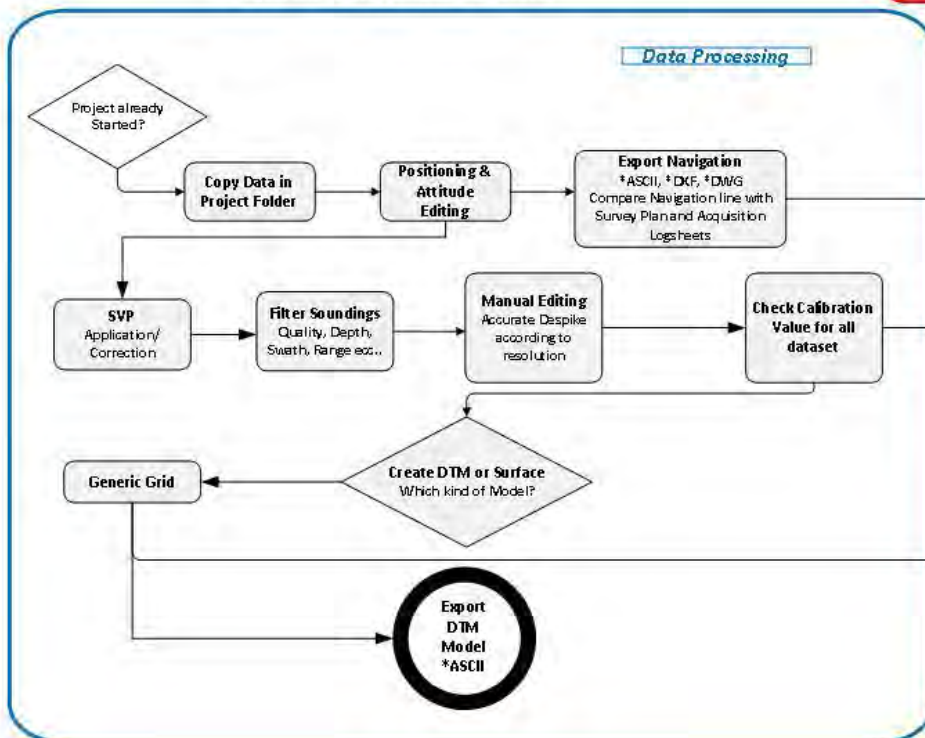 Data Processing
Project already
Started?
Copy Data in
Project Folder
Positioning &
Attitude
Editing
Export Navigation
*ASCII, *DXF, *DWG
Compare Navigation line with
Survey Plan and Acquisition
Logsheets
SVP
Application/
Correction
Filter Soundings
Quality, Depth,
Swath, Range ecc..
Manual Editing
Accurate Despike
according to
resolution
Check Calibration
Value for all
dataset
Create DTM or Surface
Which kind of Model?
Generic Grid
Export
DTM
Model
*ASCII